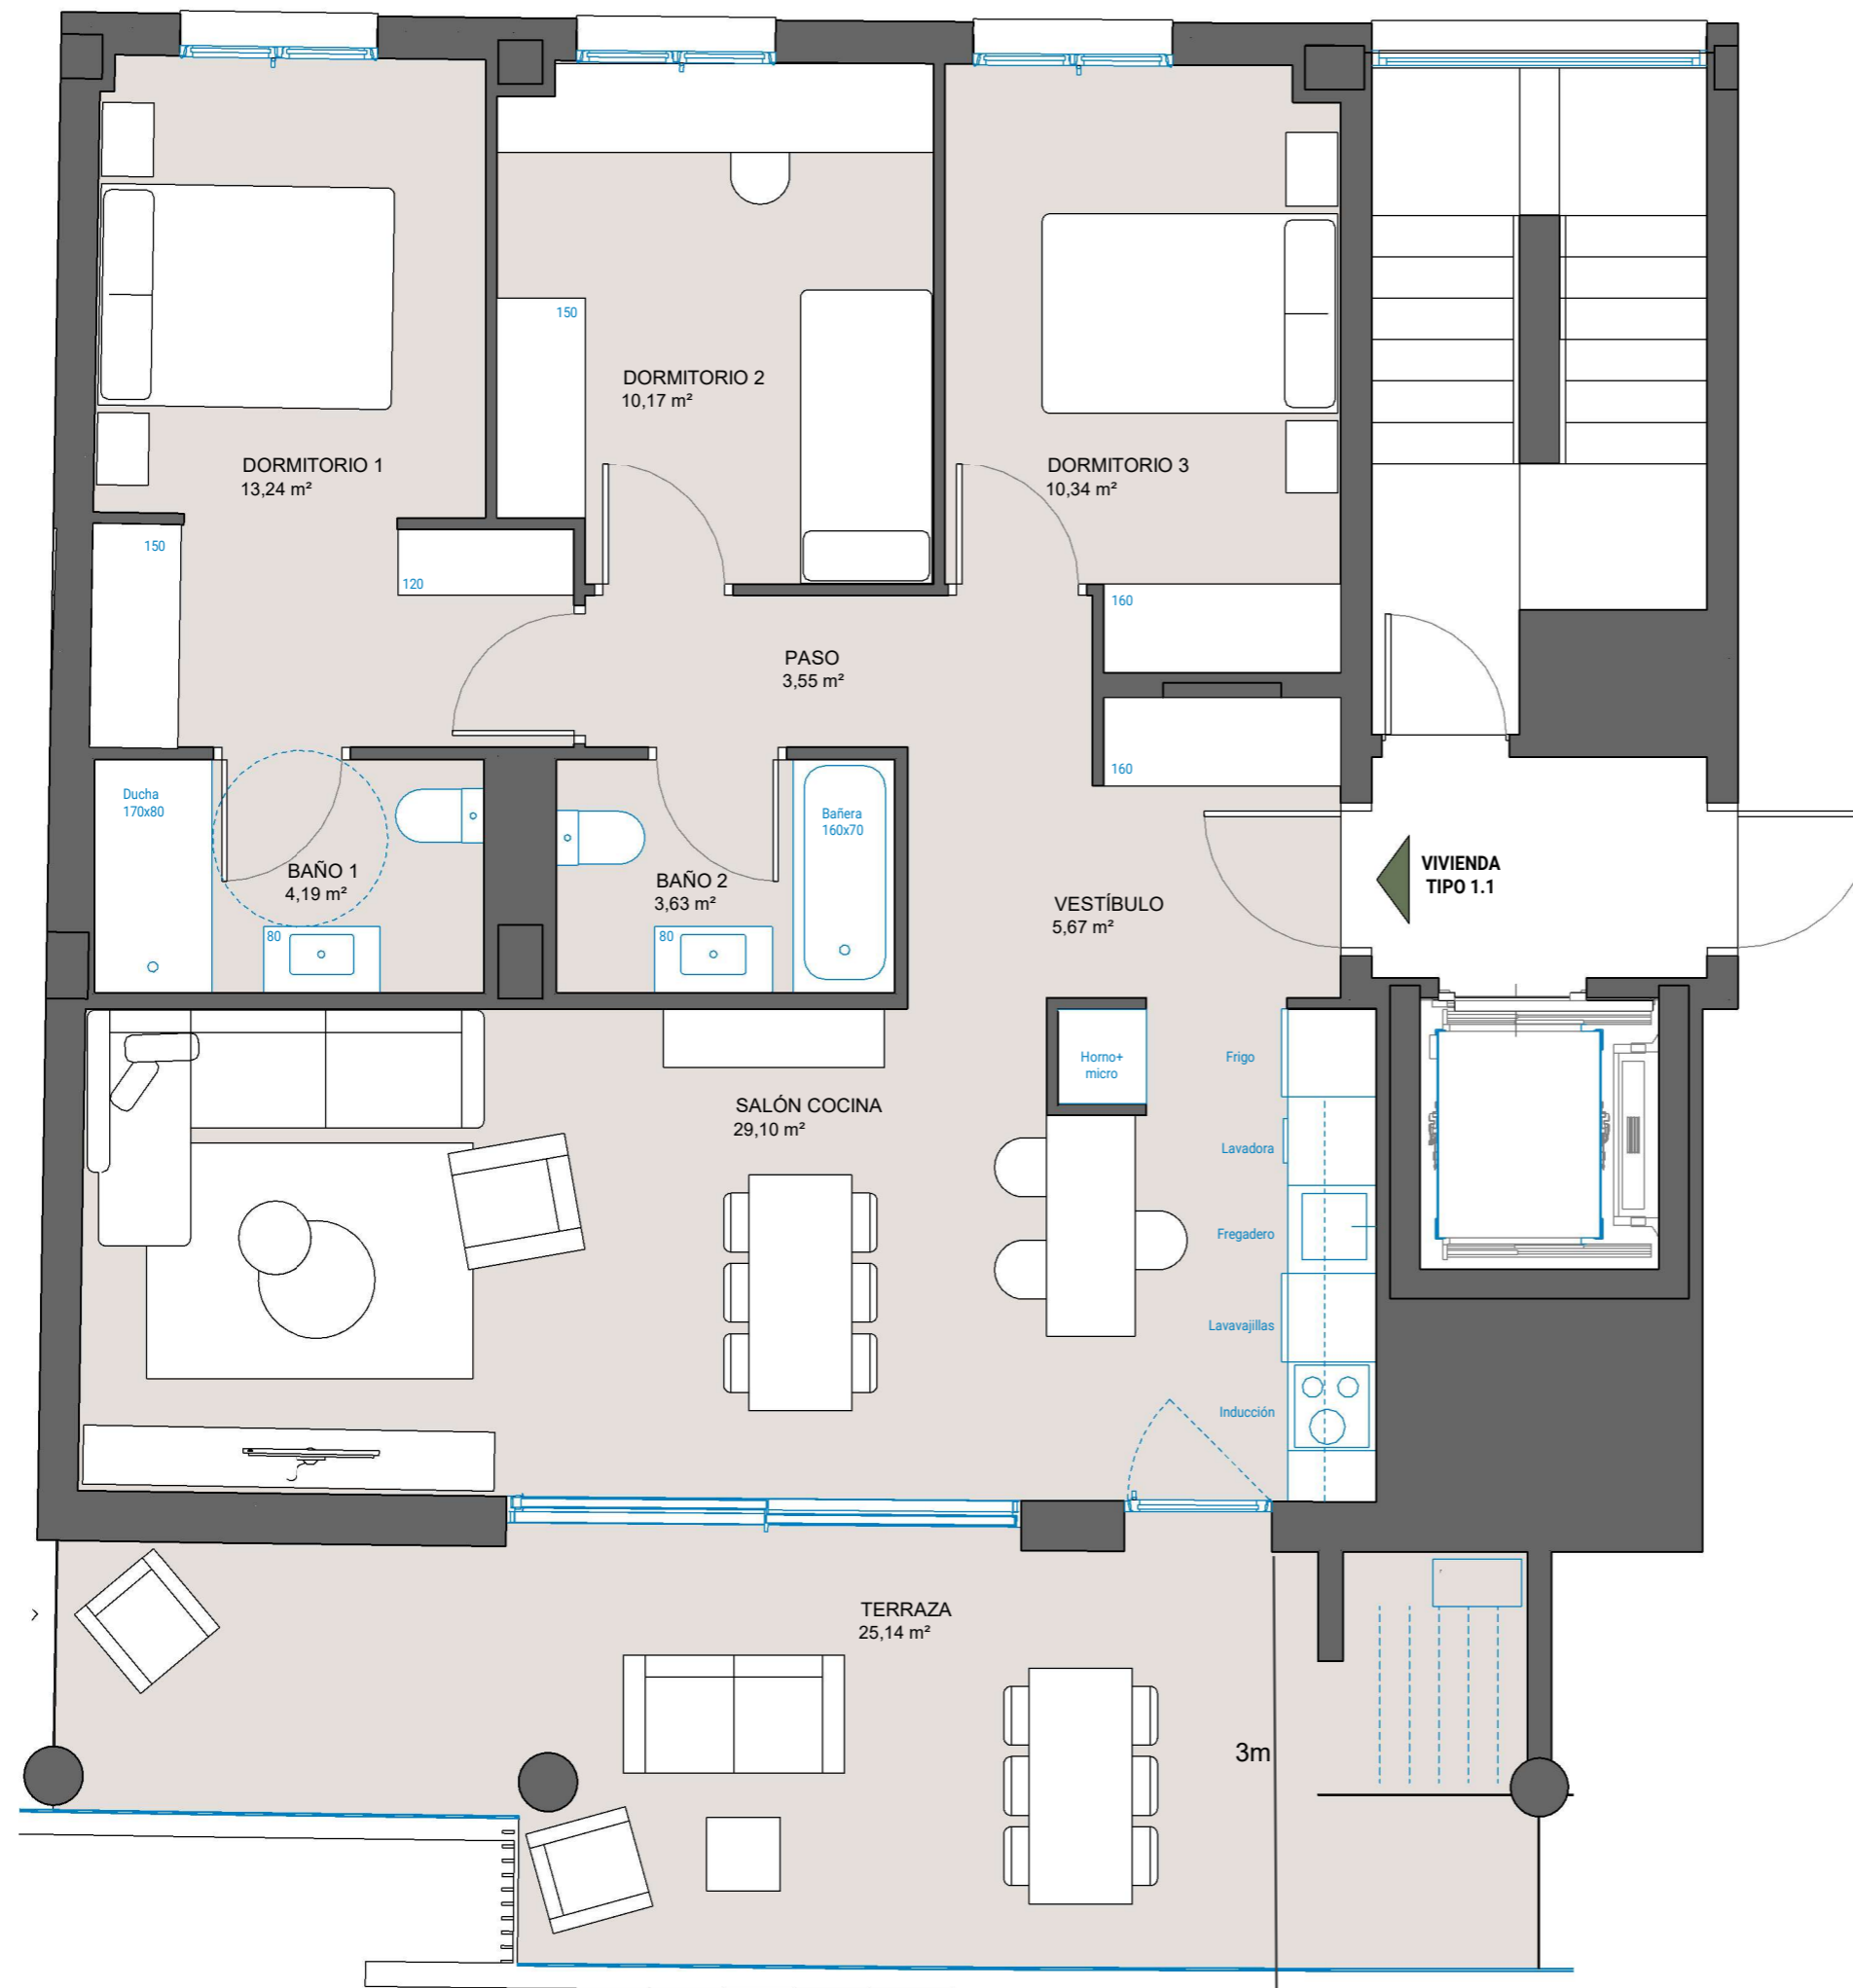 150
DORMITORIO 2
10,17 m²
DORMITORIO 1
13,24 m²
DORMITORIO 3
10,34 m²
150
120
160
PASO
3,55 m²
160
Ducha
170x80
Bañera
160x70
BAÑO 1
4,19 m²
BAÑO 2
3,63 m²
VIVIENDA
TIPO 1.1
VESTÍBULO
5,67 m²
80
80
Horno+
micro
Frigo
SALÓN COCINA
29,10 m²
Lavadora
Fregadero
Lavavajillas
Inducción
TERRAZA
25,14 m²
3m